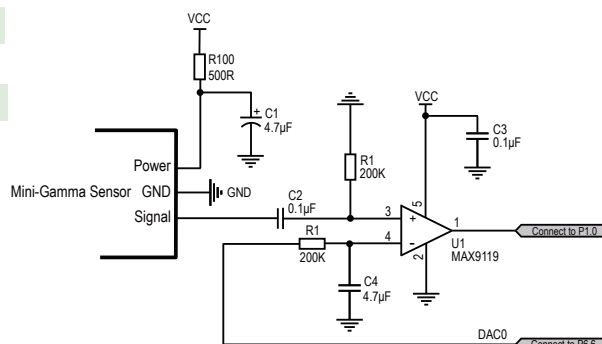 VCC
R100
500R
C1
4.7µF
+
VCC
C3
0.1µF
R1
200K
Power
Mini-Gamma Sensor GND
GND
Signal
C2
0.1µF
3
+
5
1
Connect to P1.0
R1
200K
4
-
2
U1
MAX9119
C4
4.7µF
DAC0
Connect to P6.6